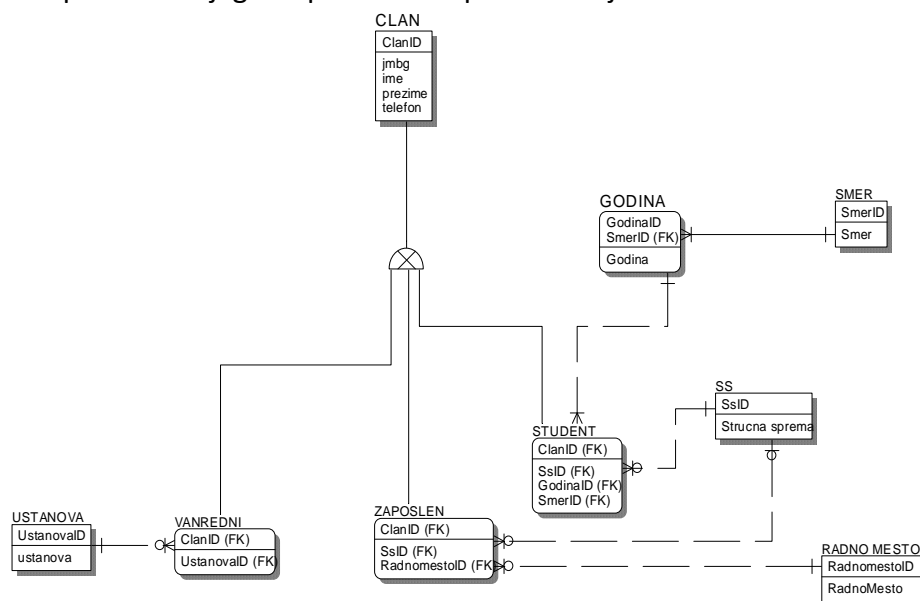 CLAN
ClanID
jmbg
ime
prezime
telefon
GODINA
GodinaID
SmerID (FK)
Godina
SMER
SmerID
Smer
SS
SsID
Strucna sprema
STUDENT
ClanID (FK)
SsID (FK)
GodinaID (FK)
SmerID (FK)
USTANOVA
UstanovaID
ustanova
VANREDNI
ClanID (FK)
UstanovaID (FK)
ZAPOSLEN
ClanID (FK)
SsID (FK)
RadnomestoID (FK)
RADNO MESTO
RadnomestoID
RadnoMesto